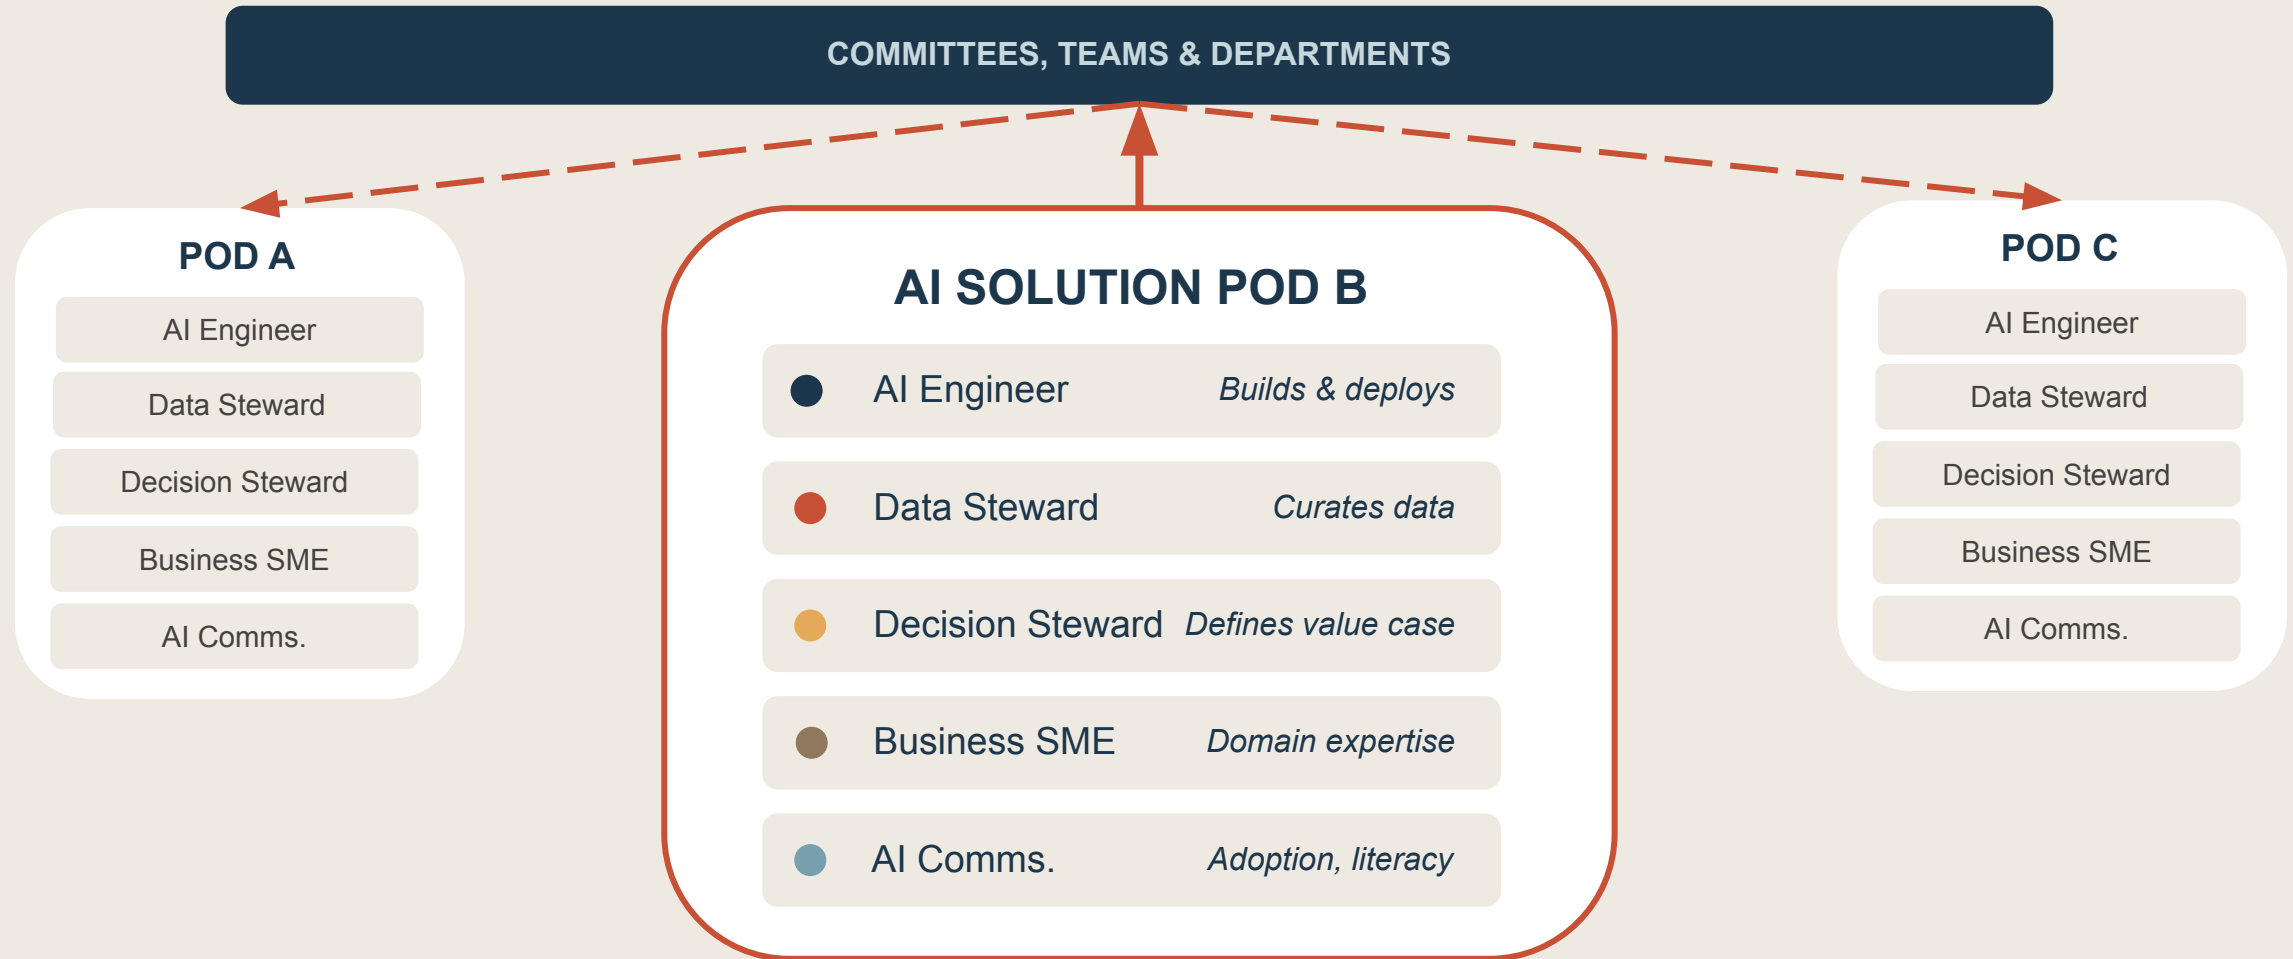 COMMITTEES, TEAMS & DEPARTMENTS
POD A
AI Engineer
Data Steward
Decision Steward
Business SME
AI Comms.
AI SOLUTION POD B
AI Engineer Builds & deploys
Data Steward Curates data
Decision Steward Defines value case
Business SME Domain expertise
AI Comms. Adoption, literacy
POD C
AI Engineer
Data Steward
Decision Steward
Business SME
AI Comms.